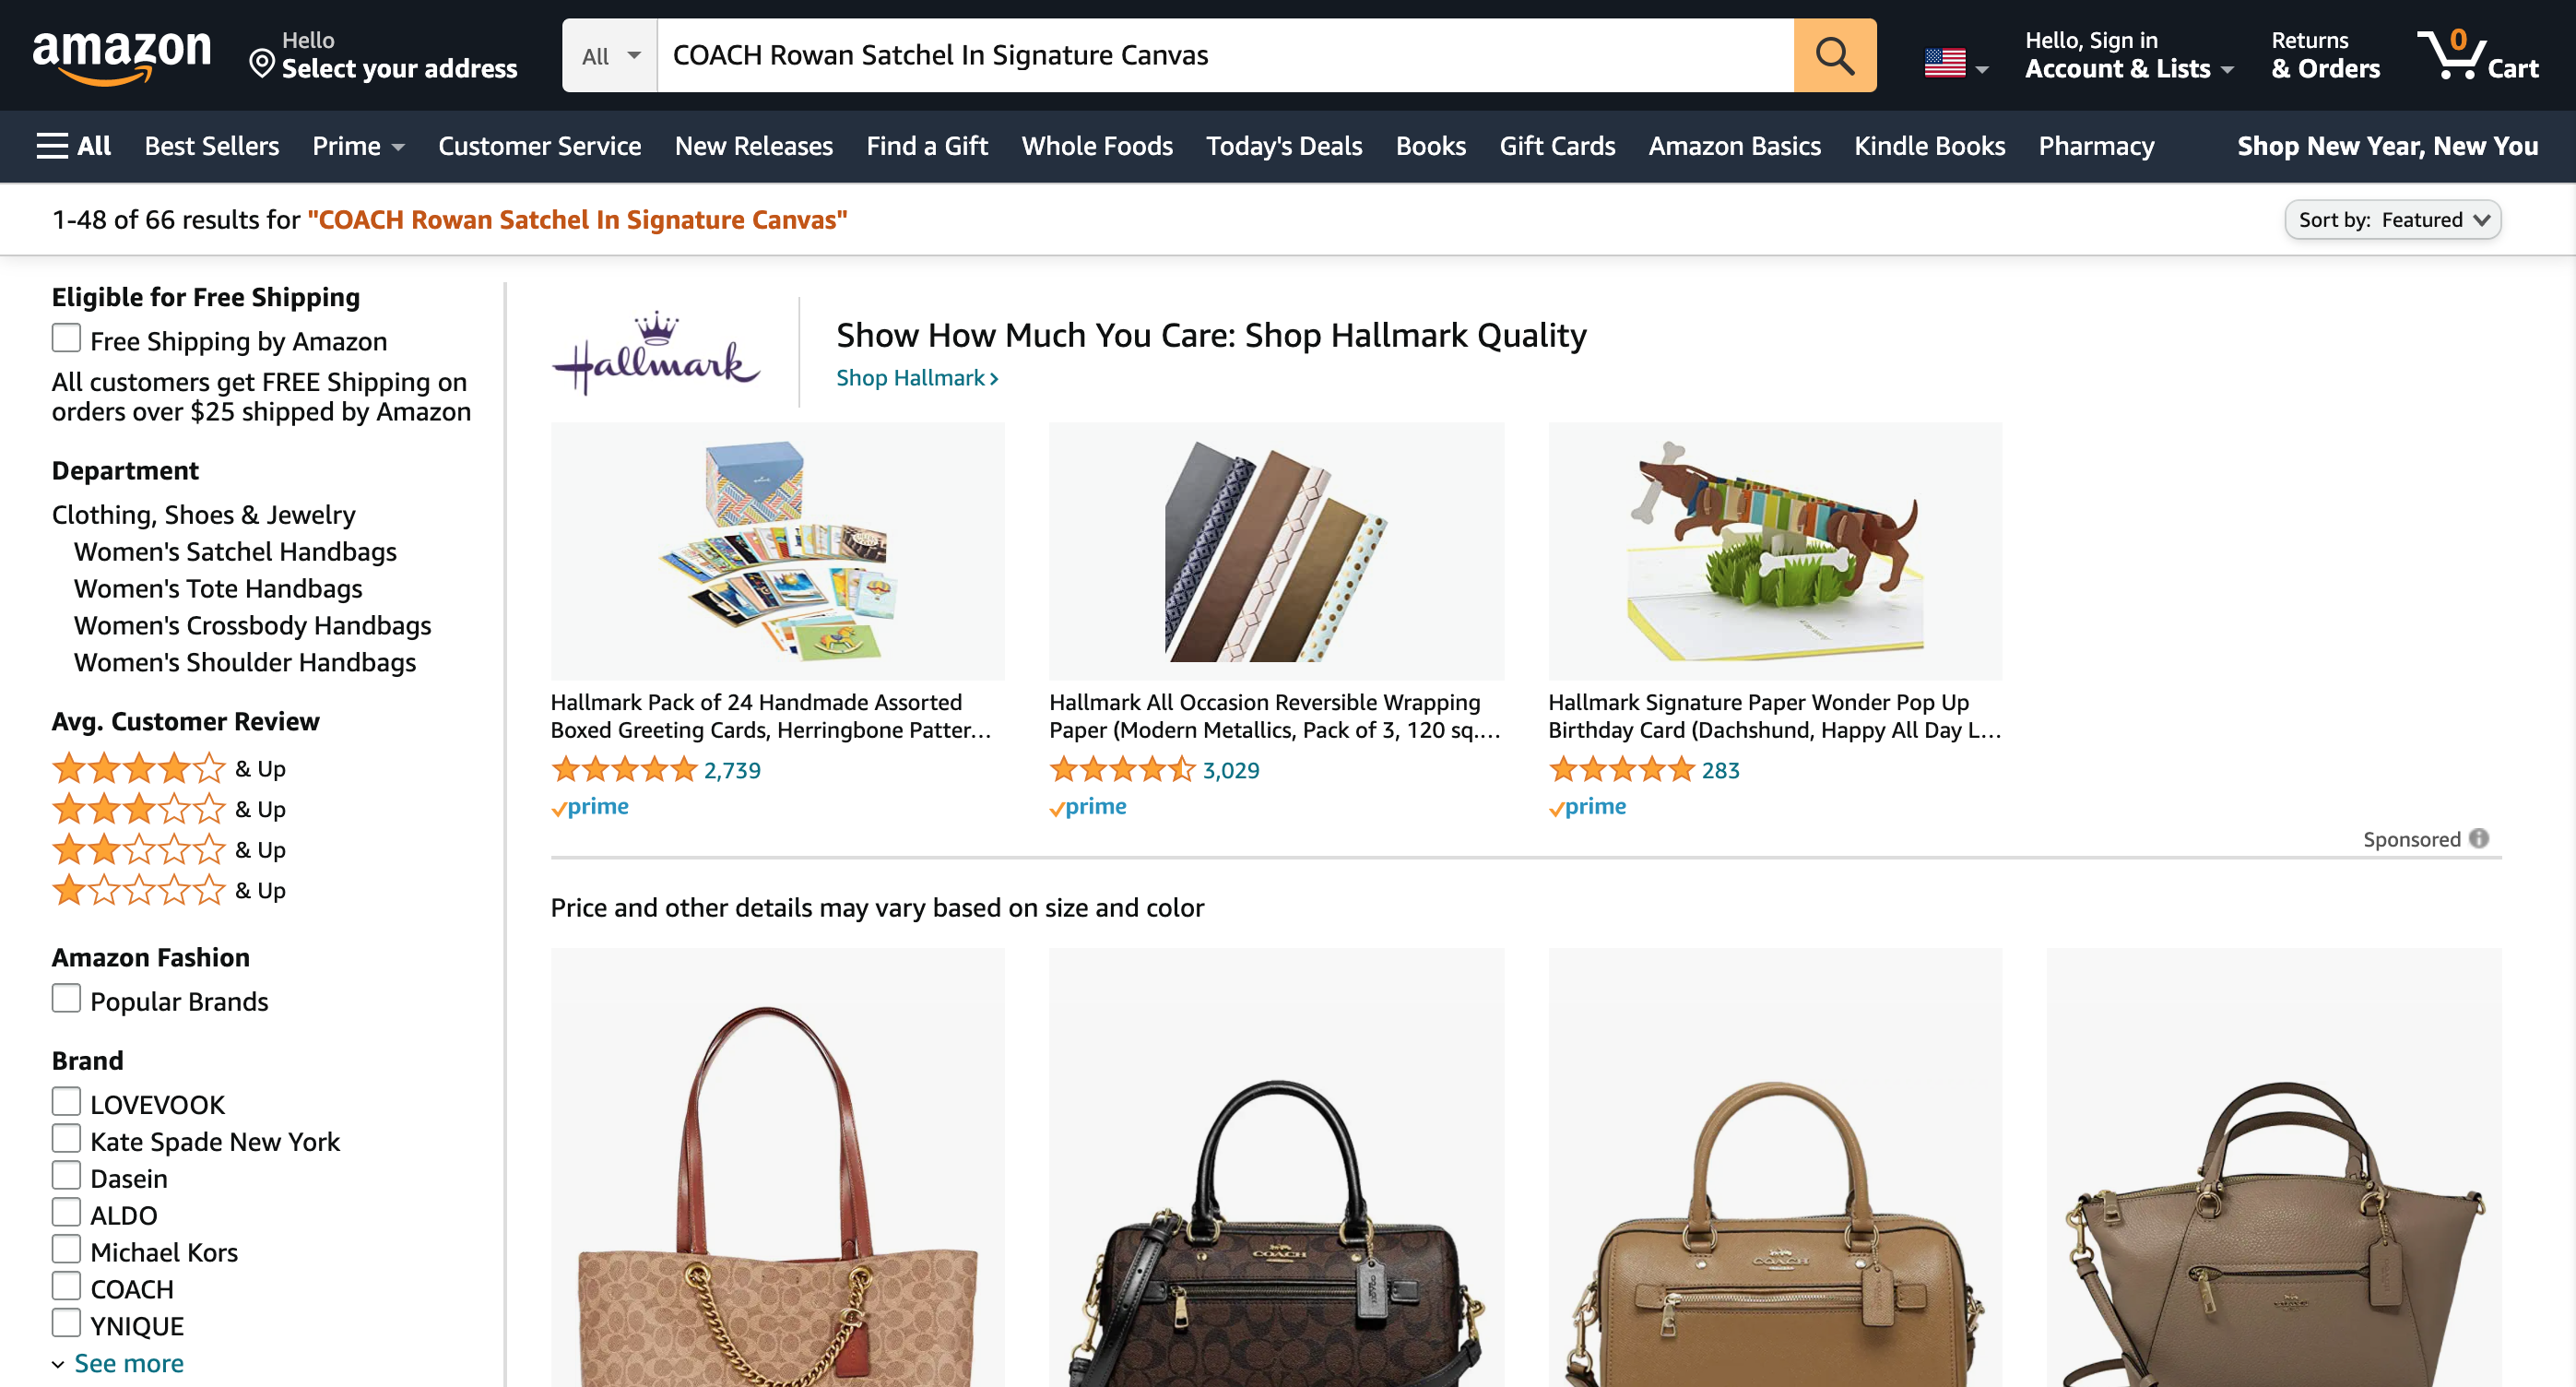 amazon
Hello
Select your address
All
COACH Rowan Satchel In Signature Canvas
Hello, Sign in
Account & Lists
Returns
& Orders
0
Cart
All
Best Sellers
Prime
Customer Service
New Releases
Find a Gift
Whole Foods
Today's Deals
Books
Gift Cards
Amazon Basics
Kindle Books
Pharmacy
Shop New Year, New You
1-48 of 66 results for "COACH Rowan Satchel In Signature Canvas"
Sort by: Featured
Eligible for Free Shipping
Free Shipping by Amazon
All customers get FREE Shipping on
orders over $25 shipped by Amazon
Department
Clothing, Shoes & Jewelry
Women's Satchel Handbags
Women's Tote Handbags
Women's Crossbody Handbags
Women's Shoulder Handbags
Avg. Customer Review
& Up
& Up
& Up
& Up
Amazon Fashion
Popular Brands
Brand
LOVEVOOK
Kate Spade New York
Dasein
ALDO
Michael Kors
COACH
YNIQUE
See more
Hallmark
Show How Much You Care: Shop Hallmark Quality
Shop Hallmark
Hallmark Pack of 24 Handmade Assorted
Boxed Greeting Cards, Herringbone Patter...
2,739
prime
Hallmark All Occasion Reversible Wrapping
Paper (Modern Metallics, Pack of 3, 120 sq....
3,029
prime
Hallmark Signature Paper Wonder Pop Up
Birthday Card (Dachshund, Happy All Day L...
283
prime
Sponsored
Price and other details may vary based on size and color
COACH
COACH